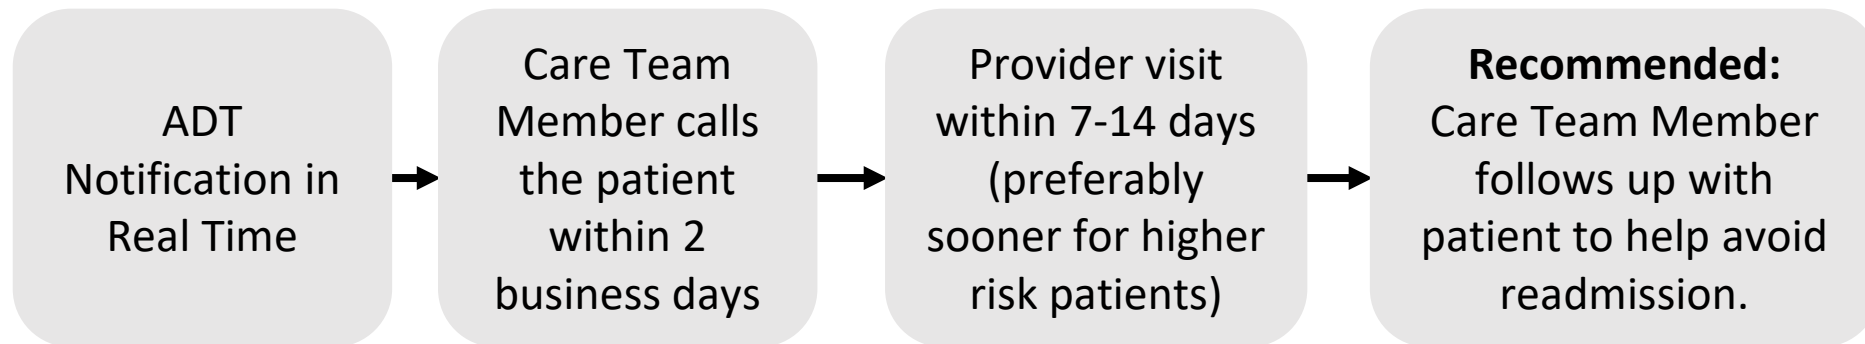 ADT
Notification in
Real Time
Care Team
Member calls
the patient
within 2
business days
Provider visit
within 7-14 days
(preferably
sooner for higher
risk patients)
Recommended:
Care Team Member
follows up with
patient to help avoid
readmission.